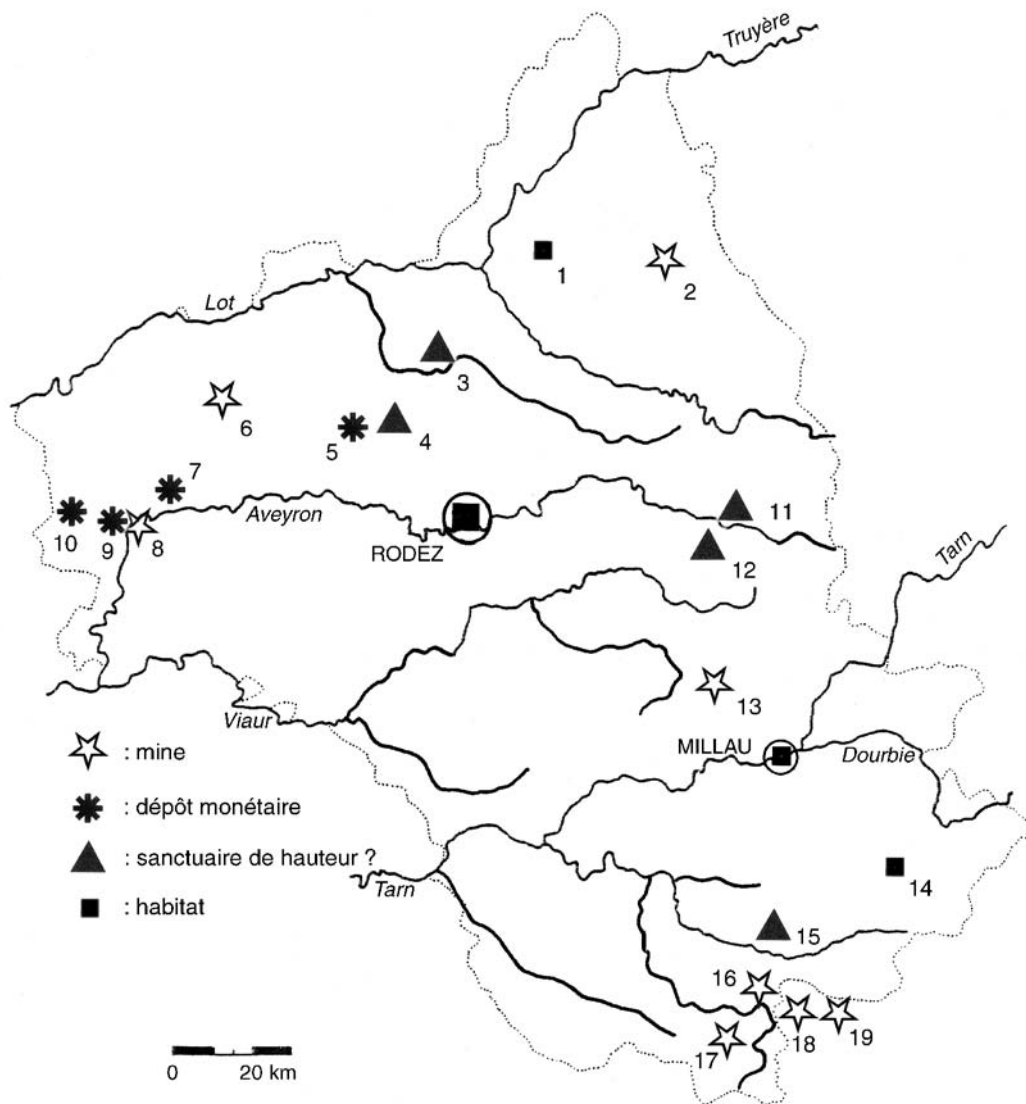 Truyère
1
2
Lot
3
6
5
4
7
Aveyron
11
10
9
8
RODEZ
12
Tarn
13
Viaur
MILLAU
Dourbie
: mine
: dépôt monétaire
: sanctuaire de hauteur ?
Tarn
14
: habitat
15
16
17
18
19
0 20 km